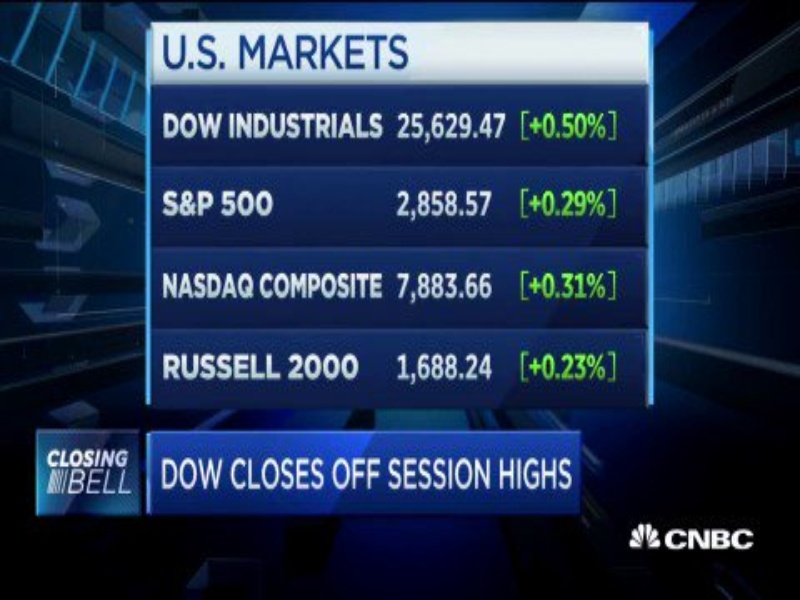 U.S. MARKETS
DOW INDUSTRIALS 25,629.47 [+0.50%]
S&P 500 2,858.57 [+0.29%]
NASDAQ COMPOSITE 7,883.66 [+0.31%]
RUSSELL 2000 1,688.24 [+0.23%]
CLOSING
BELL
DOW CLOSES OFF SESSION HIGHS
CNBC